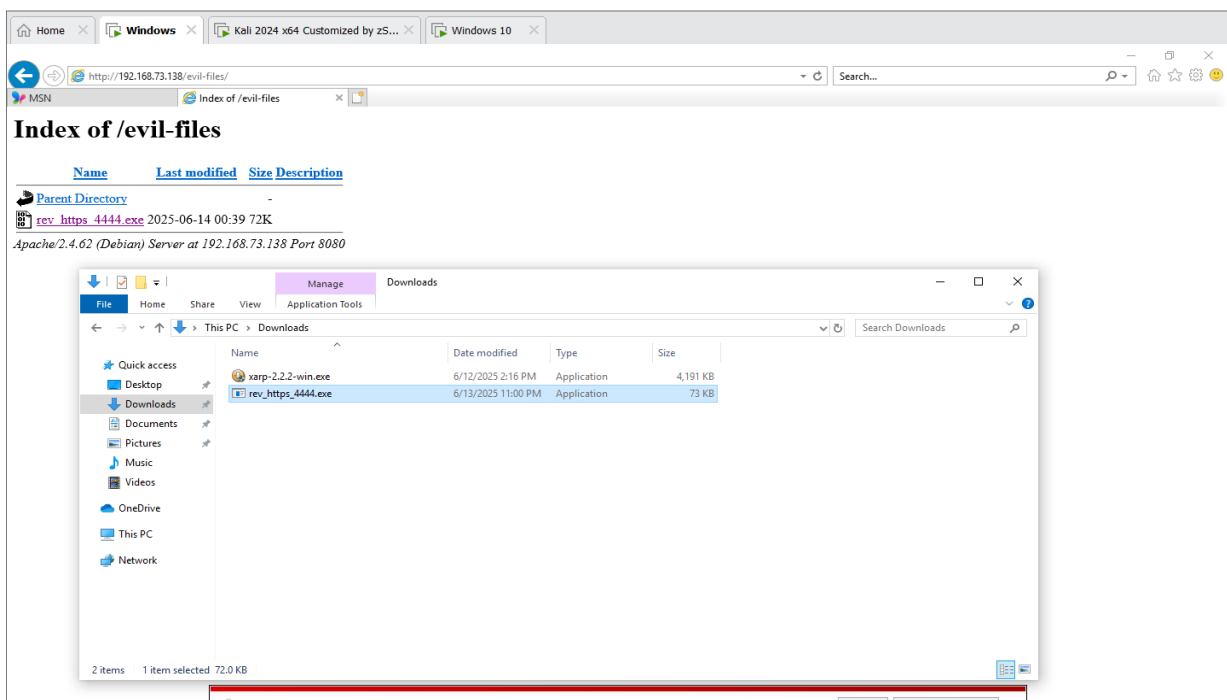 Home
Windows
Kali 2024 x64 Customized by zS...
Windows 10
http://192.168.73.138/evil-files/
Search...
MSN
Index of /evil-files
Index of /evil-files
Name Last modified Size Description
Parent Directory -
rev_https_4444.exe 2025-06-14 00:39 72K
Apache/2.4.62 (Debian) Server at 192.168.73.138 Port 8080
Manage
Downloads
File Home Share View Application Tools
This PC > Downloads
Search Downloads
Name Date modified Type Size
Quick access
Desktop
Downloads
Documents
Pictures
Music
Videos
OneDrive
This PC
Network
xarp-2.2.2-win.exe 6/12/2025 2:16 PM Application 4,191 KB
rev_https_4444.exe 6/13/2025 11:00 PM Application 73 KB
2 items 1 item selected 72.0 KB